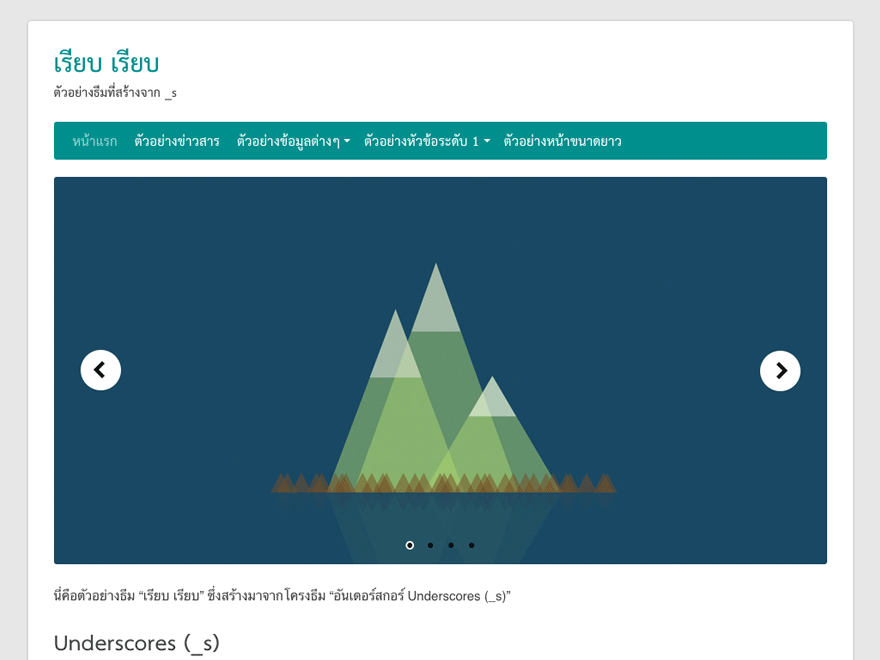 เรียบ เรียบ
ตัวอย่างธีมที่สร้างจาก _s
หน้าแรก ตัวอย่างข่าวสาร ตัวอย่างข้อมูลต่างๆ ตัวอย่างหัวข้อระดับ 1 ตัวอย่างหน้าขนาดยาว
นี่คือตัวอย่างธีม “เรียบ เรียบ” ซึ่งสร้างมาจากโครงธีม “อันเดอร์สกอร์ Underscores (_s)”
Underscores (_s)